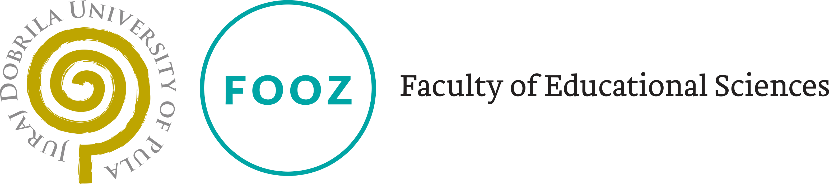 JURAJ DOBRILA UNIVERSITY OF PULA
FOOZ
Faculty of Educational Sciences